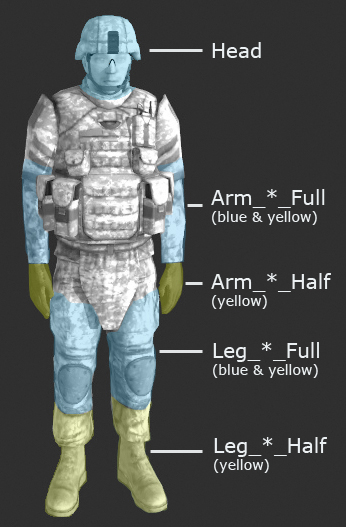 Head
Arm_*_Full
(blue & yellow)
Arm_*_Half
(yellow)
Leg_*_Full
(blue & yellow)
Leg_*_Half
(yellow)